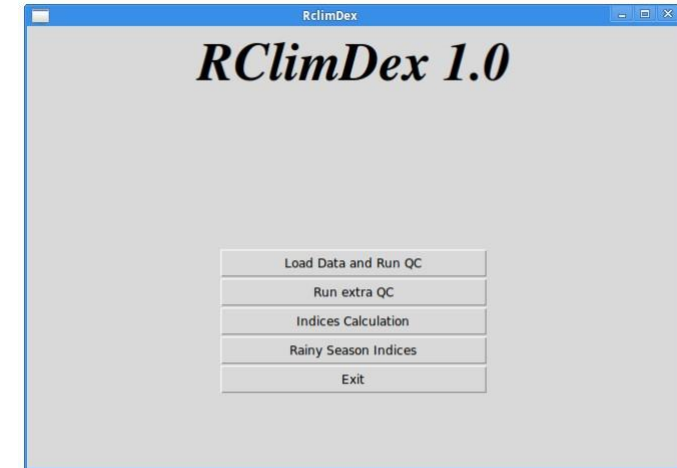 RclimDex
RClimDex 1.0
Load Data and Run QC
Run extra QC
Indices Calculation
Rainy Season Indices
Exit